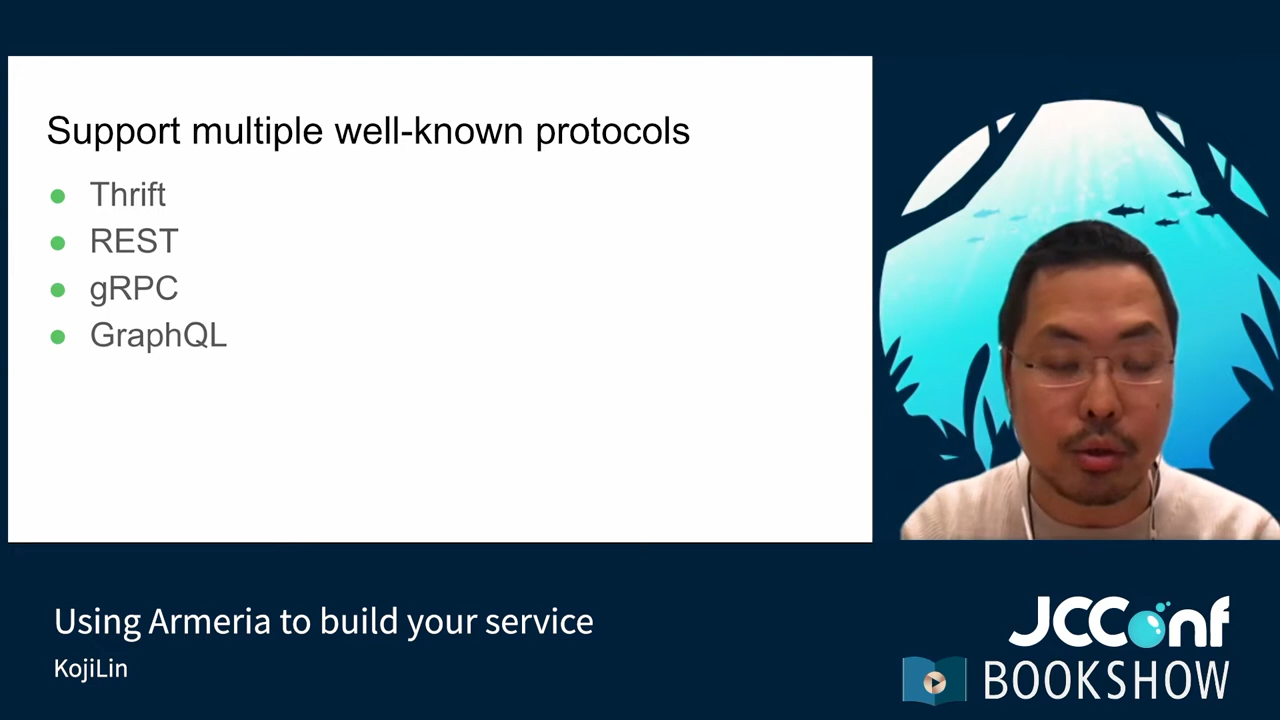 Support multiple well-known protocols
● Thrift
● REST
● gRPC
● GraphQL
Using Armeria to build your service
KojiLin
JCConf
BOOKSHOW